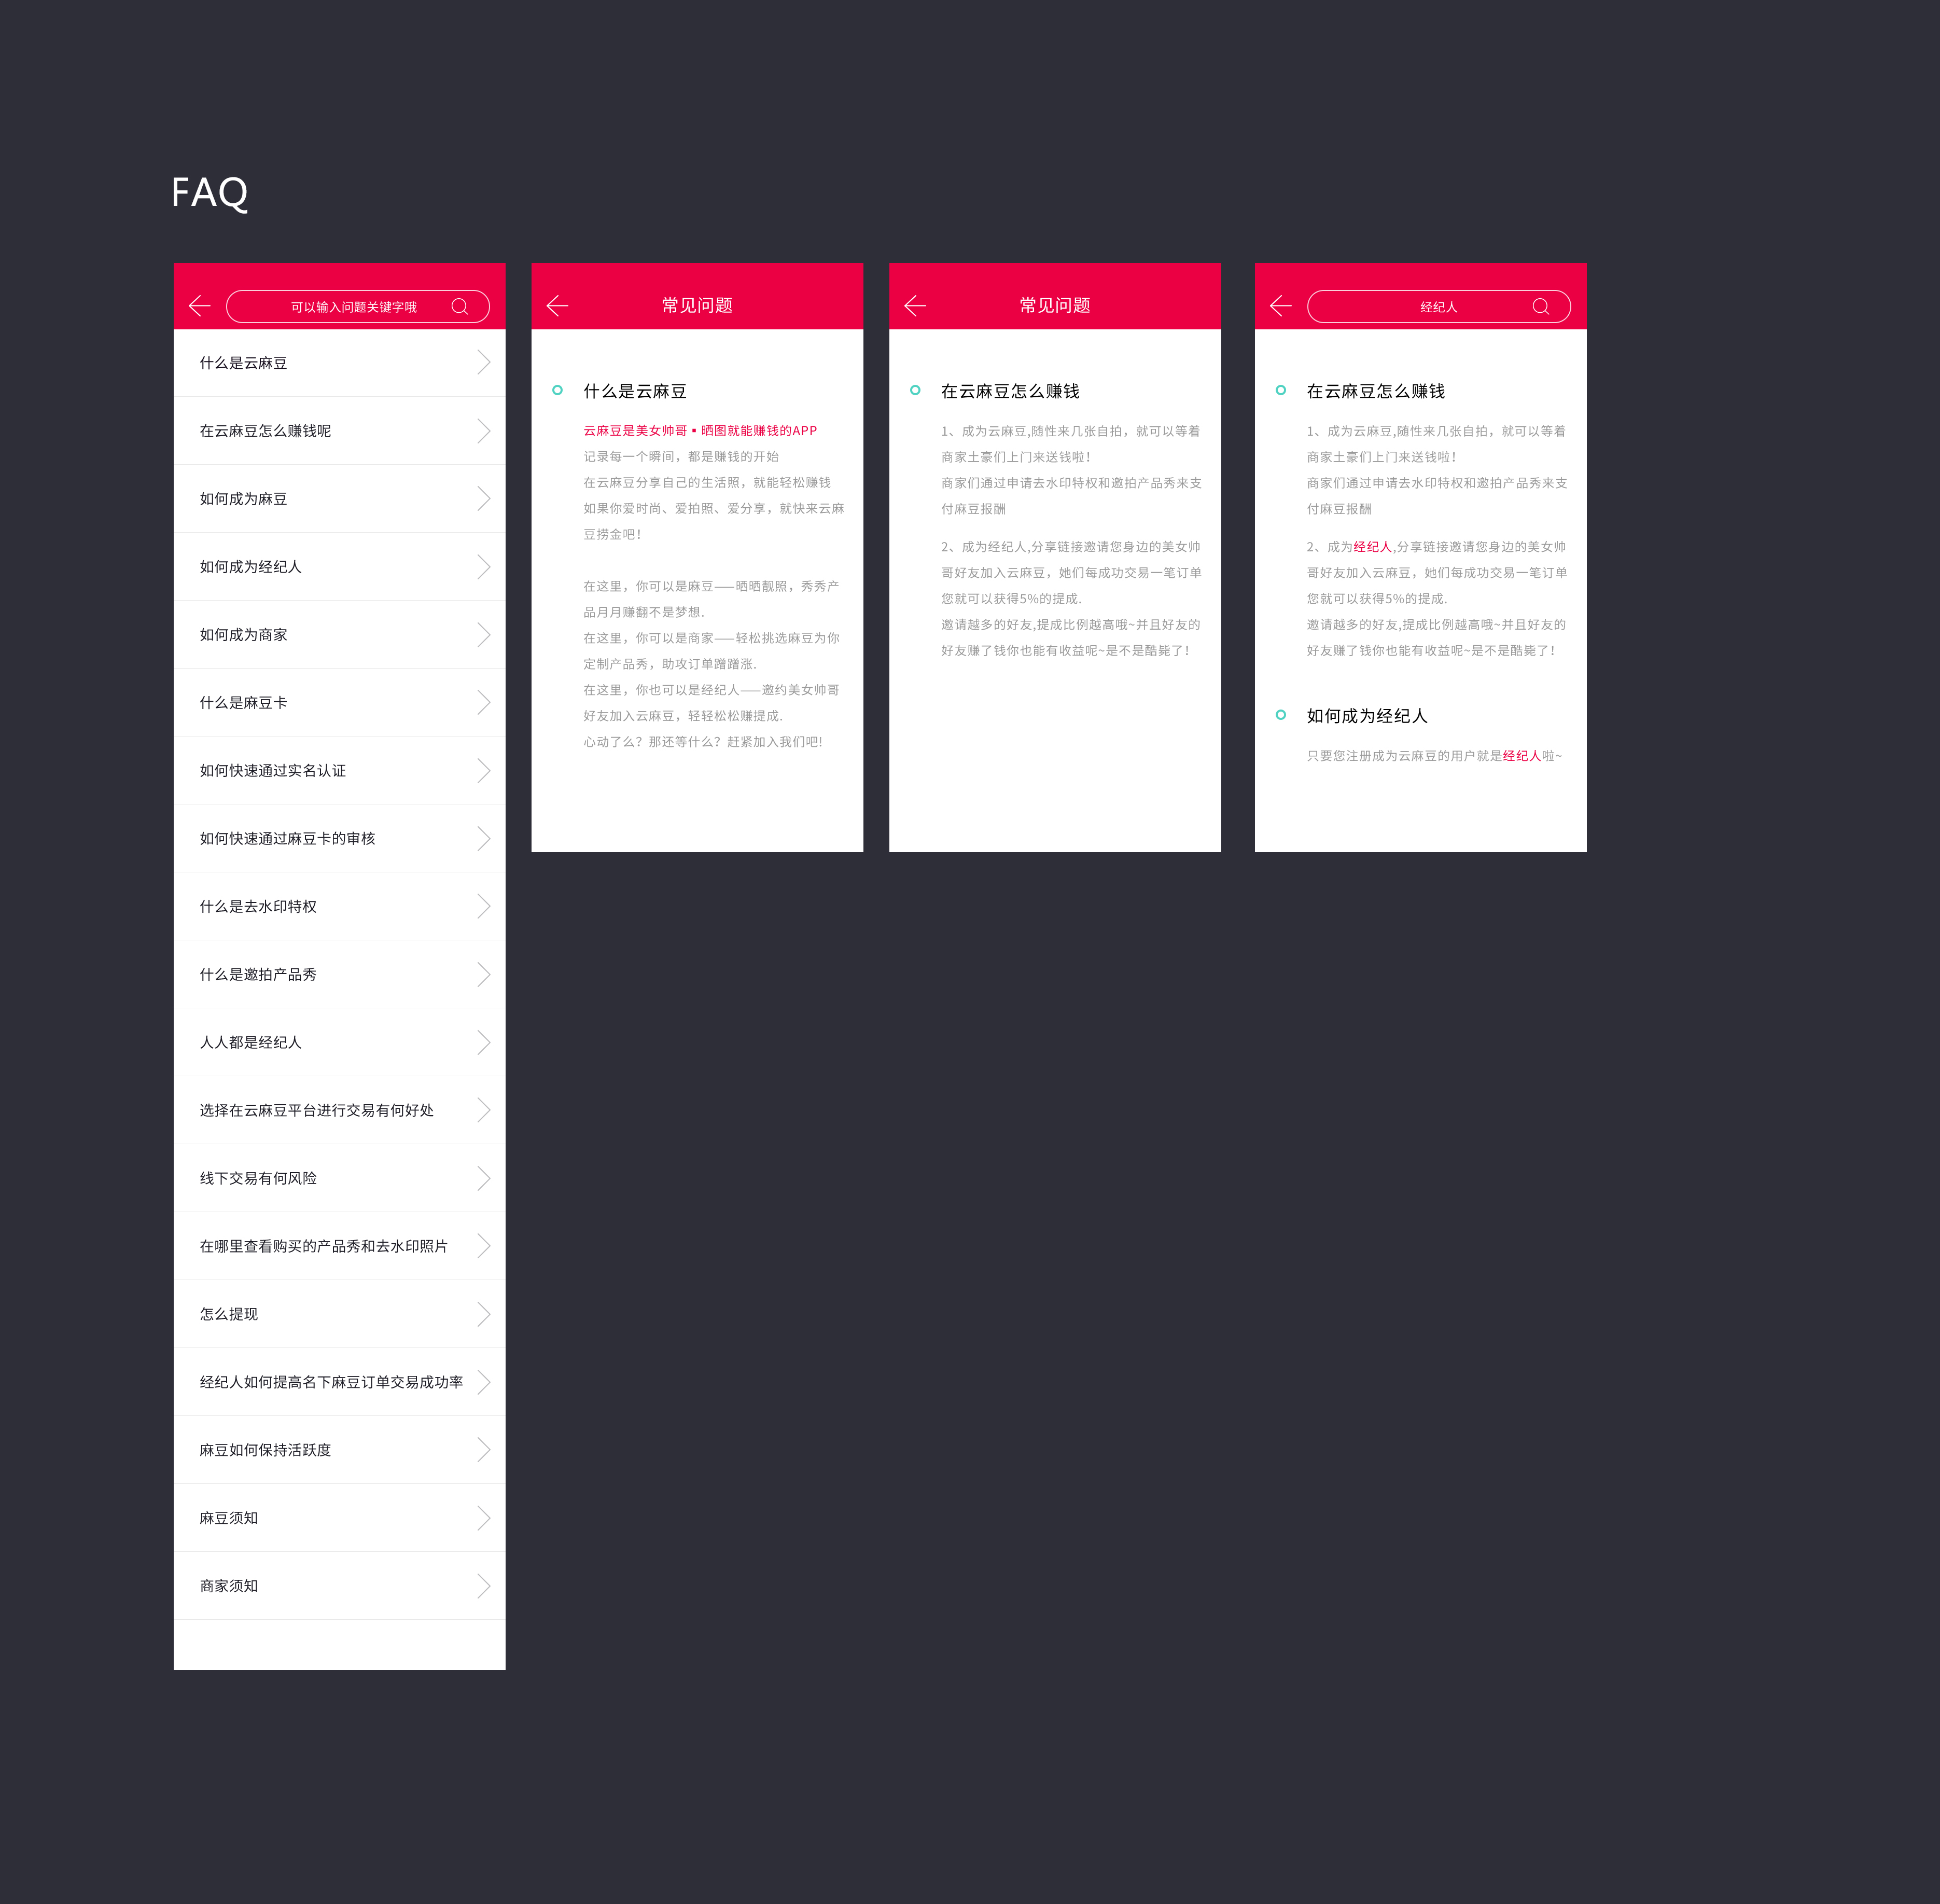 FAQ
可以输入问题关键字哦
什么是云麻豆
在云麻豆怎么赚钱呢
如何成为麻豆
如何成为经纪人
如何成为商家
什么是麻豆卡
如何快速通过实名认证
如何快速通过麻豆卡的审核
什么是去水印特权
什么是邀拍产品秀
人人都是经纪人
选择在云麻豆平台进行交易有何好处
线下交易有何风险
在哪里查看购买的产品秀和去水印照片
怎么提现
经纪人如何提高名下麻豆订单交易成功率
麻豆如何保持活跃度
麻豆须知
商家须知
常见问题
什么是云麻豆
云麻豆是美女帅哥▪晒图就能赚钱的APP
记录每一个瞬间，都是赚钱的开始
在云麻豆分享自己的生活照，就能轻松赚钱
如果你爱时尚、爱拍照、爱分享，就快来云麻
豆捞金吧！
在这里，你可以是麻豆——晒晒靓照，秀秀产
品月月赚翻不是梦想.
在这里，你可以是商家——轻松挑选麻豆为你
定制产品秀，助攻订单蹭蹭涨.
在这里，你也可以是经纪人——邀约美女帅哥
好友加入云麻豆，轻轻松松赚提成.
心动了么？那还等什么？赶紧加入我们吧!
常见问题
在云麻豆怎么赚钱
1、成为云麻豆,随性来几张自拍，就可以等着
商家土豪们上门来送钱啦！
商家们通过申请去水印特权和邀拍产品秀来支
付麻豆报酬
2、成为经纪人,分享链接邀请您身边的美女帅
哥好友加入云麻豆，她们每成功交易一笔订单
您就可以获得5%的提成.
邀请越多的好友,提成比例越高哦~并且好友的
好友赚了钱你也能有收益呢~是不是酷毙了！
经纪人
在云麻豆怎么赚钱
1、成为云麻豆,随性来几张自拍，就可以等着
商家土豪们上门来送钱啦！
商家们通过申请去水印特权和邀拍产品秀来支
付麻豆报酬
2、成为经纪人,分享链接邀请您身边的美女帅
哥好友加入云麻豆，她们每成功交易一笔订单
您就可以获得5%的提成.
邀请越多的好友,提成比例越高哦~并且好友的
好友赚了钱你也能有收益呢~是不是酷毙了！
如何成为经纪人
只要您注册成为云麻豆的用户就是经纪人啦~